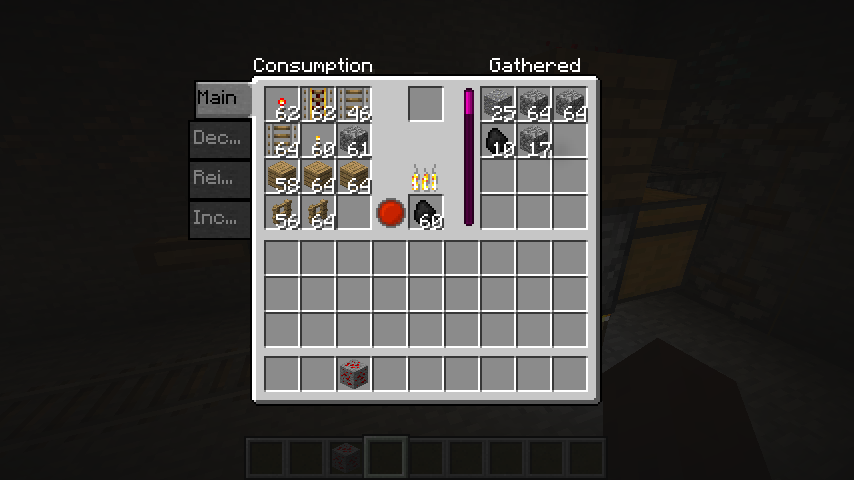 Consumption Gathered
Main
62 62 46 25 64 64
Dec...
64 60 61 10 17
Rei...
58 64 64
Inc...
56 64 60